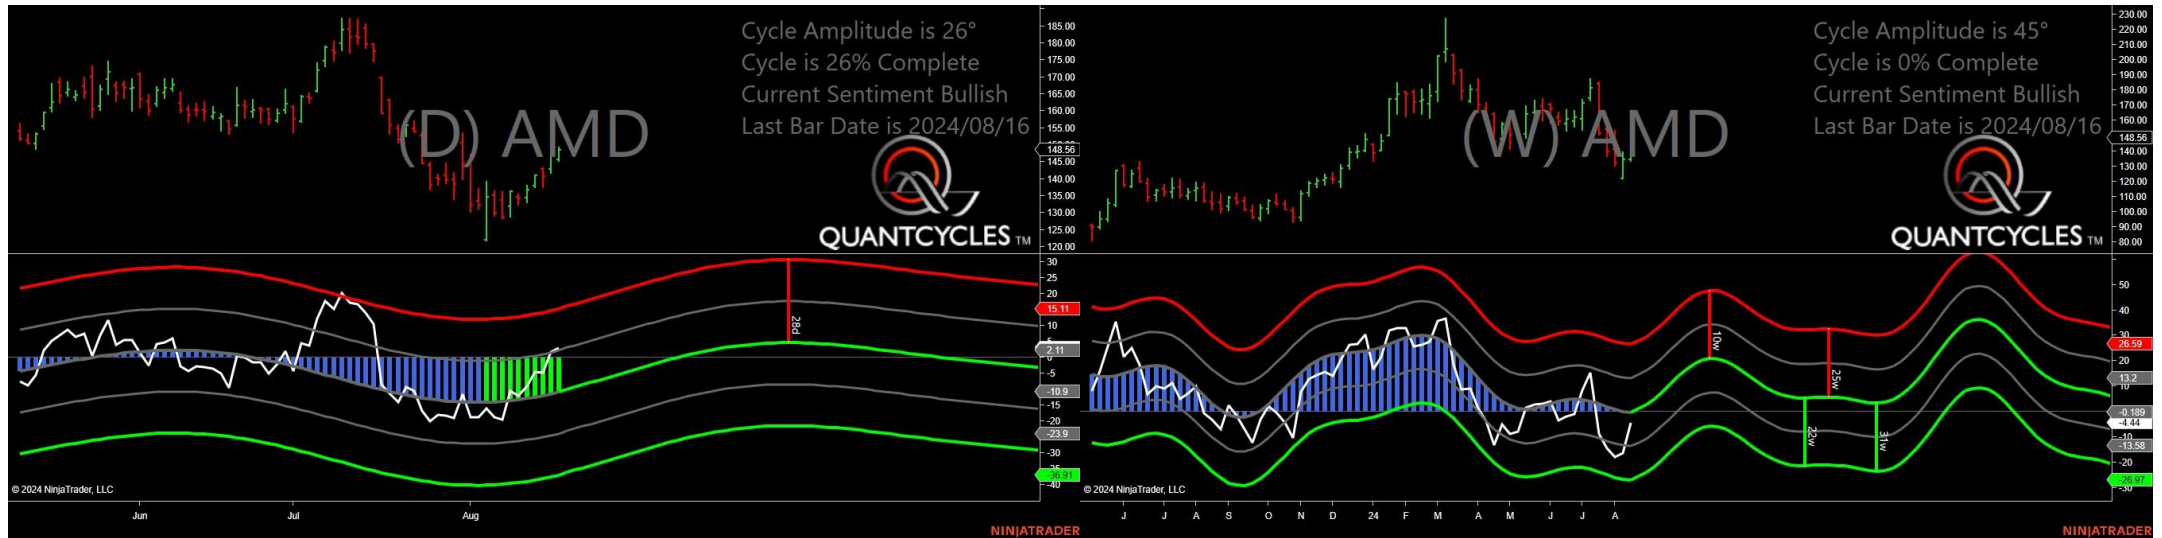 Cycle Amplitude is 26°
Cycle is 26% Complete
Current Sentiment Bullish
Last Bar Date is 2024/08/16
(D) AMD
QUANTCYCLES TM
185.00
180.00
175.00
170.00
165.00
160.00
155.00
148.56
145.00
140.00
135.00
130.00
125.00
120.00
30
25
20
15.11
10
2.11
-5
-10.9
-15
-20
-23.9
-30
-36.91
-40
28d
© 2024 NinjaTrader, LLC
Jun Jul Aug
NINJATRADER
Cycle Amplitude is 45°
Cycle is 0% Complete
Current Sentiment Bullish
Last Bar Date is 2024/08/16
(W) AMD
QUANTCYCLES TM
230.00
220.00
210.00
200.00
190.00
180.00
170.00
160.00
148.56
140.00
130.00
120.00
110.00
100.00
90.00
80.00
50
40
30
26.59
20
13.2
10
-0.189
-4.44
-10
-13.58
-20
-26.97
-30
10w
25w
22w
31w
© 2024 NinjaTrader, LLC
J J A S O N D 24 F M A M J J A
NINJATRADER